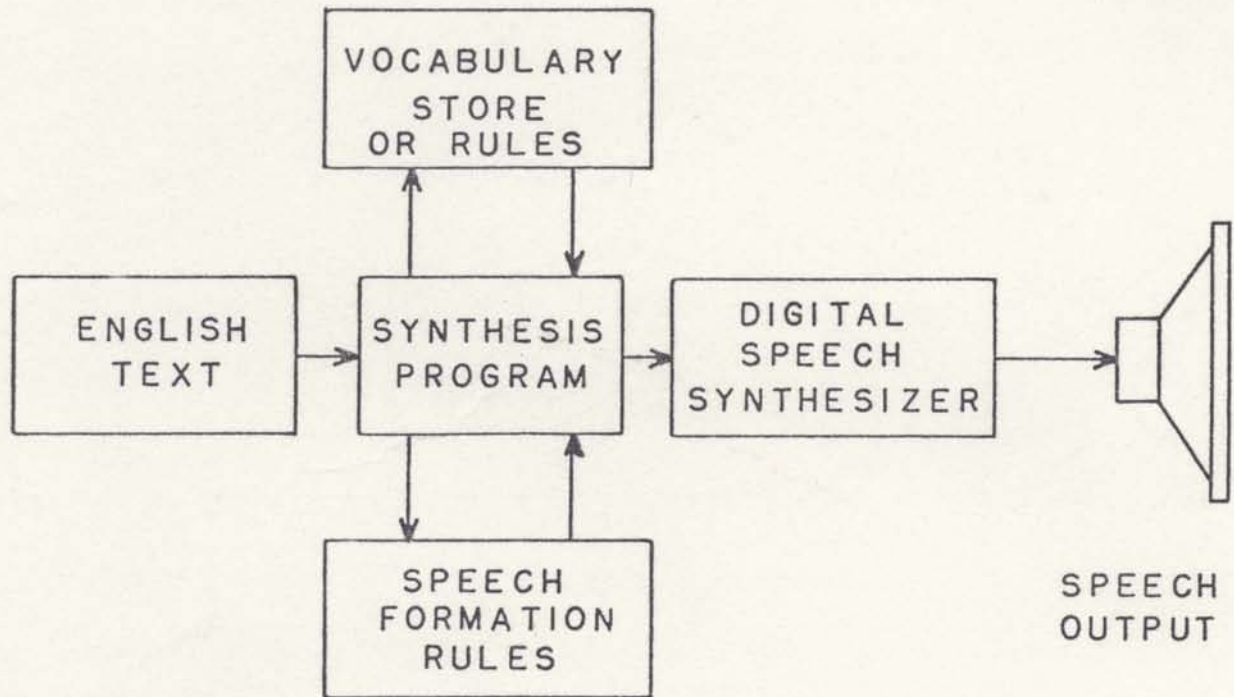 VOCABULARY
STORE
OR RULES
ENGLISH
TEXT
SYNTHESIS
PROGRAM
DIGITAL
SPEECH
SYNTHESIZER
SPEECH
FORMATION
RULES
SPEECH
OUTPUT